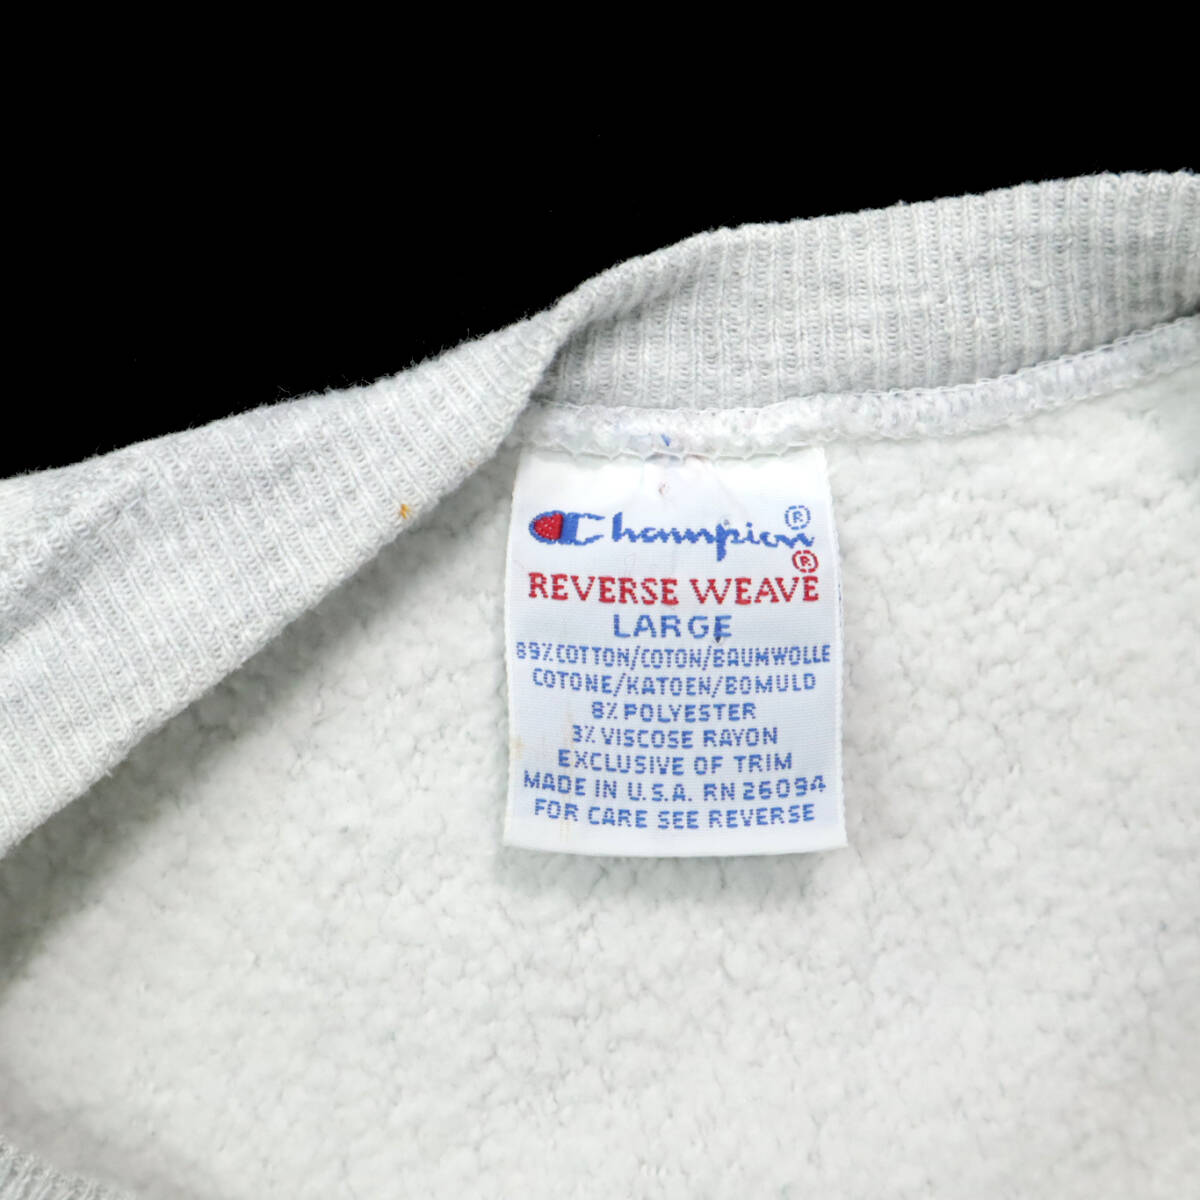 Champion®
REVERSE WEAVE®
LARGE
89% COTTON/COTON/BAUMWOLLE
COTONE/KATOEN/BOMULD
8% POLYESTER
3% VISCOSE RAYON
EXCLUSIVE OF TRIM
MADE IN U.S.A. RN 26094
FOR CARE SEE REVERSE